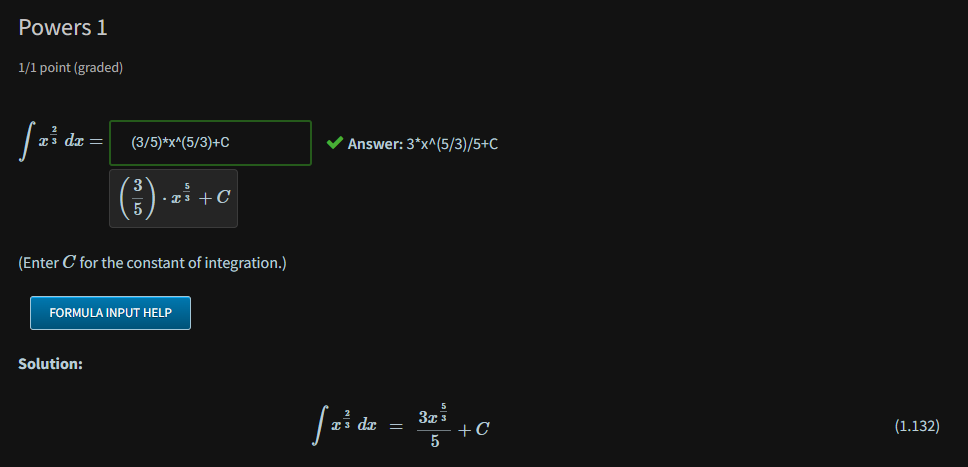 Powers 1
1/1 point (graded)
∫ x^(2/3) dx = (3/5)*x^(5/3)+C ✔ Answer: 3*x^(5/3)/5+C
(3/5) · x^(5/3) + C
(Enter C for the constant of integration.)
FORMULA INPUT HELP
Solution:
∫ x^(2/3) dx = 3x^(5/3)/5 + C (1.132)